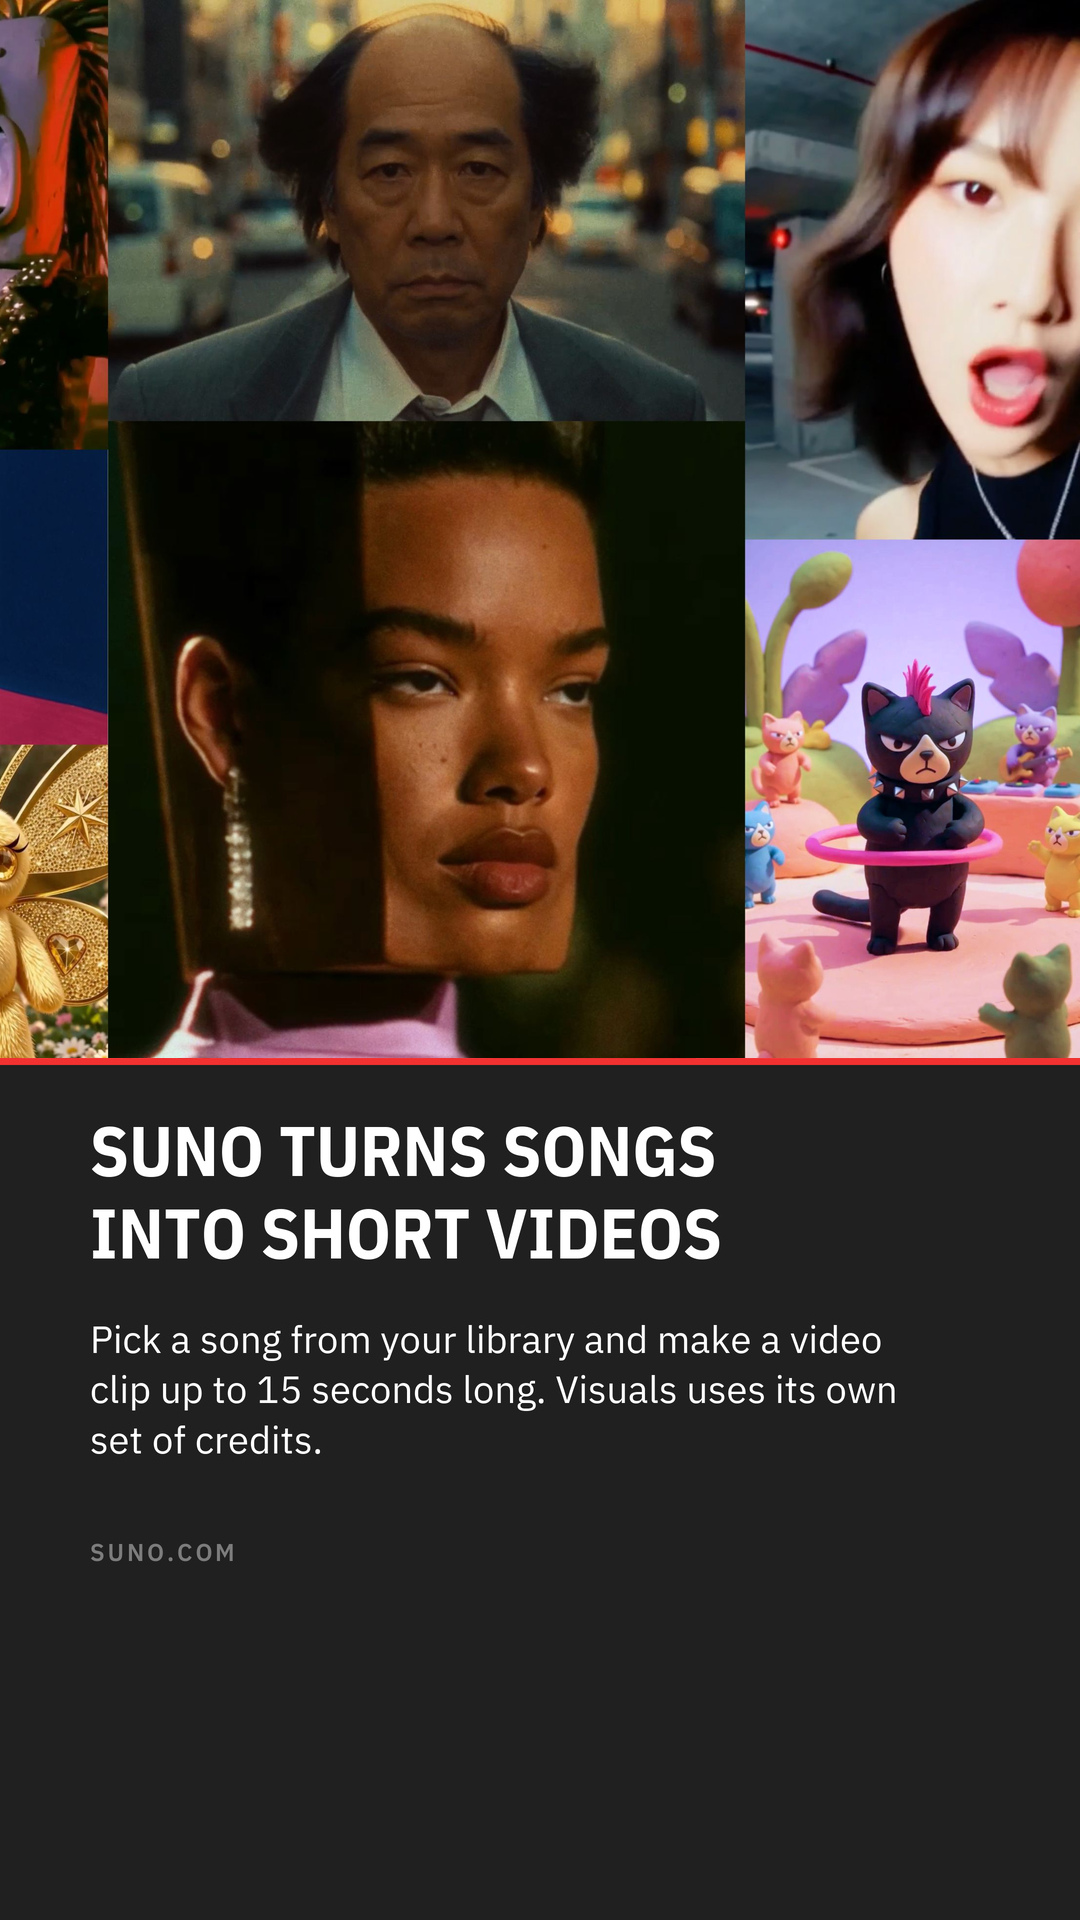 SUNO TURNS SONGS
INTO SHORT VIDEOS
Pick a song from your library and make a video
clip up to 15 seconds long. Visuals uses its own
set of credits.
SUNO.COM